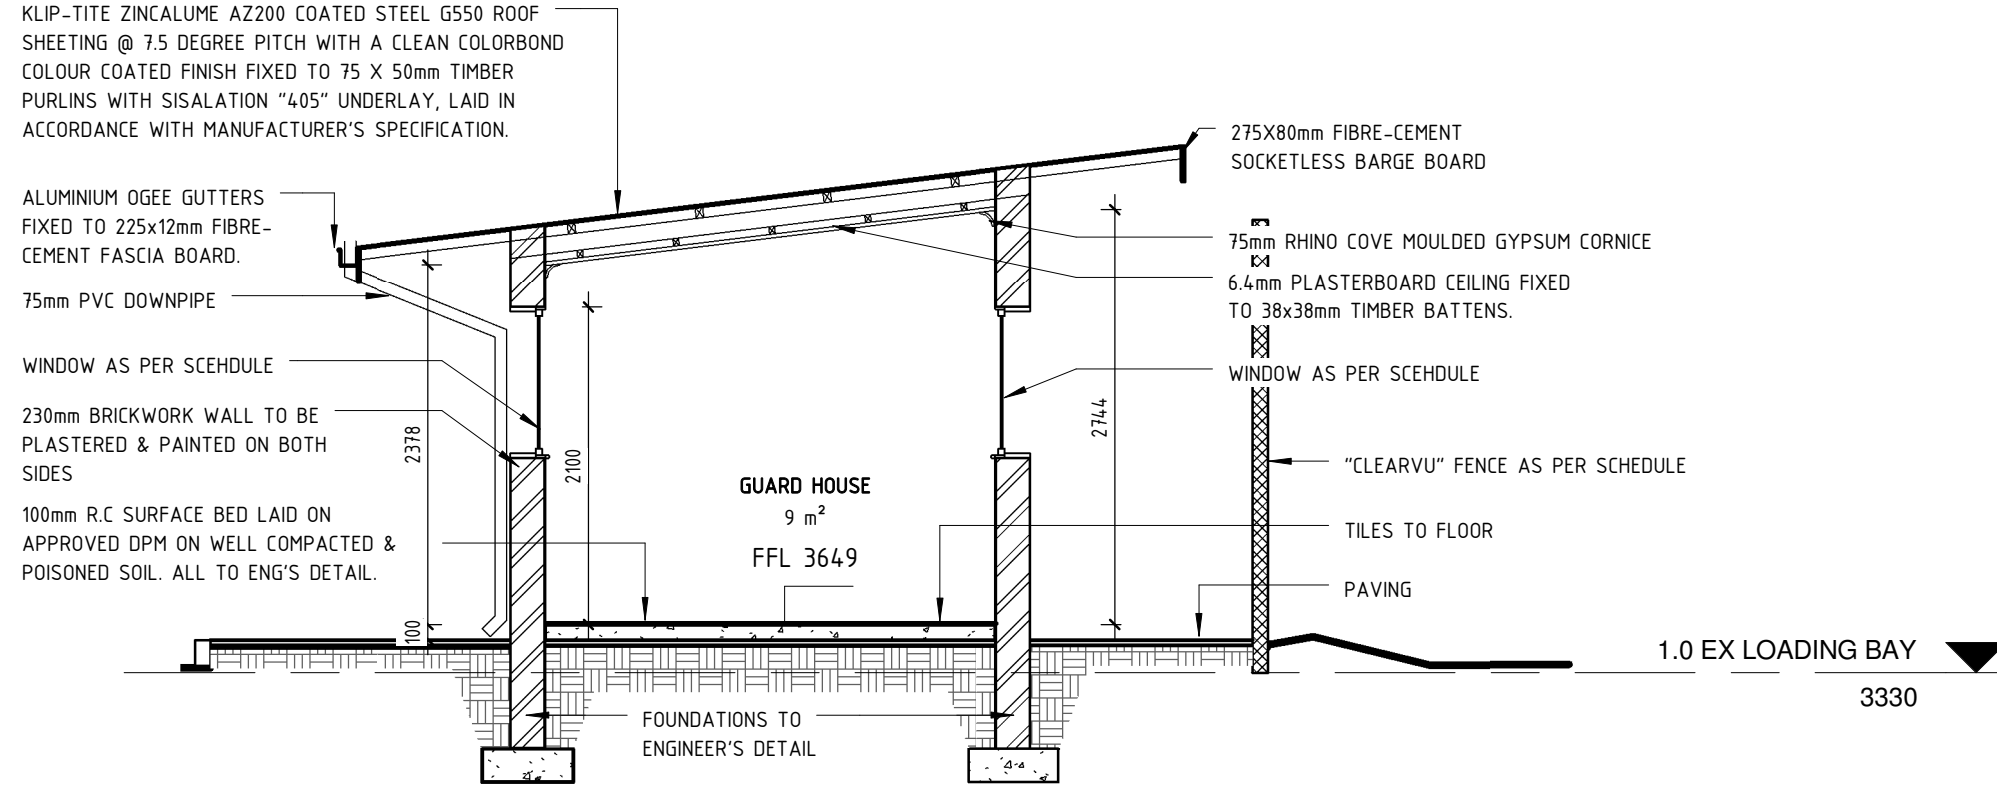 KLIP-TITE ZINCALUME AZ200 COATED STEEL G550 ROOF
SHEETING @ 7.5 DEGREE PITCH WITH A CLEAN COLORBOND
COLOUR COATED FINISH FIXED TO 75 X 50mm TIMBER
PURLINS WITH SISALATION "405" UNDERLAY, LAID IN
ACCORDANCE WITH MANUFACTURER'S SPECIFICATION.
ALUMINIUM OGEE GUTTERS
FIXED TO 225x12mm FIBRE-
CEMENT FASCIA BOARD.
75mm PVC DOWNPIPE
WINDOW AS PER SCEHDULE
230mm BRICKWORK WALL TO BE
PLASTERED & PAINTED ON BOTH
SIDES
100mm R.C SURFACE BED LAID ON
APPROVED DPM ON WELL COMPACTED &
POISONED SOIL. ALL TO ENG'S DETAIL.
2378
100
2100
GUARD HOUSE
9 m²
FFL 3649
FOUNDATIONS TO
ENGINEER'S DETAIL
2744
275X80mm FIBRE-CEMENT
SOCKETLESS BARGE BOARD
75mm RHINO COVE MOULDED GYPSUM CORNICE
6.4mm PLASTERBOARD CEILING FIXED
TO 38x38mm TIMBER BATTENS.
WINDOW AS PER SCEHDULE
"CLEARVU" FENCE AS PER SCHEDULE
TILES TO FLOOR
PAVING
1.0 EX LOADING BAY
3330